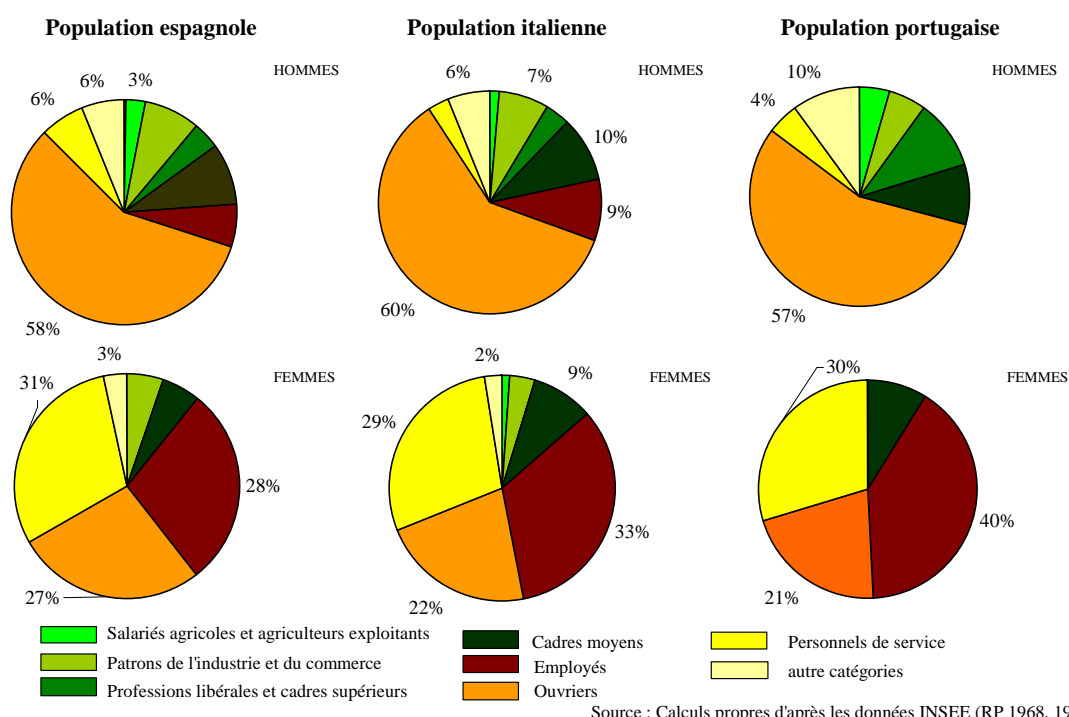 Population espagnole
Population italienne
Population portugaise
HOMMES
6%
6%
3%
58%
HOMMES
6%
7%
10%
9%
60%
HOMMES
10%
4%
57%
FEMMES
3%
31%
28%
27%
FEMMES
2%
9%
29%
33%
22%
FEMMES
30%
40%
21%
Salariés agricoles et agriculteurs exploitants
Patrons de l'industrie et du commerce
Professions libérales et cadres supérieurs
Cadres moyens
Employés
Ouvriers
Personnels de service
autre catégories
Source : Calculs propres d'après les données INSEE (RP 1968, 19